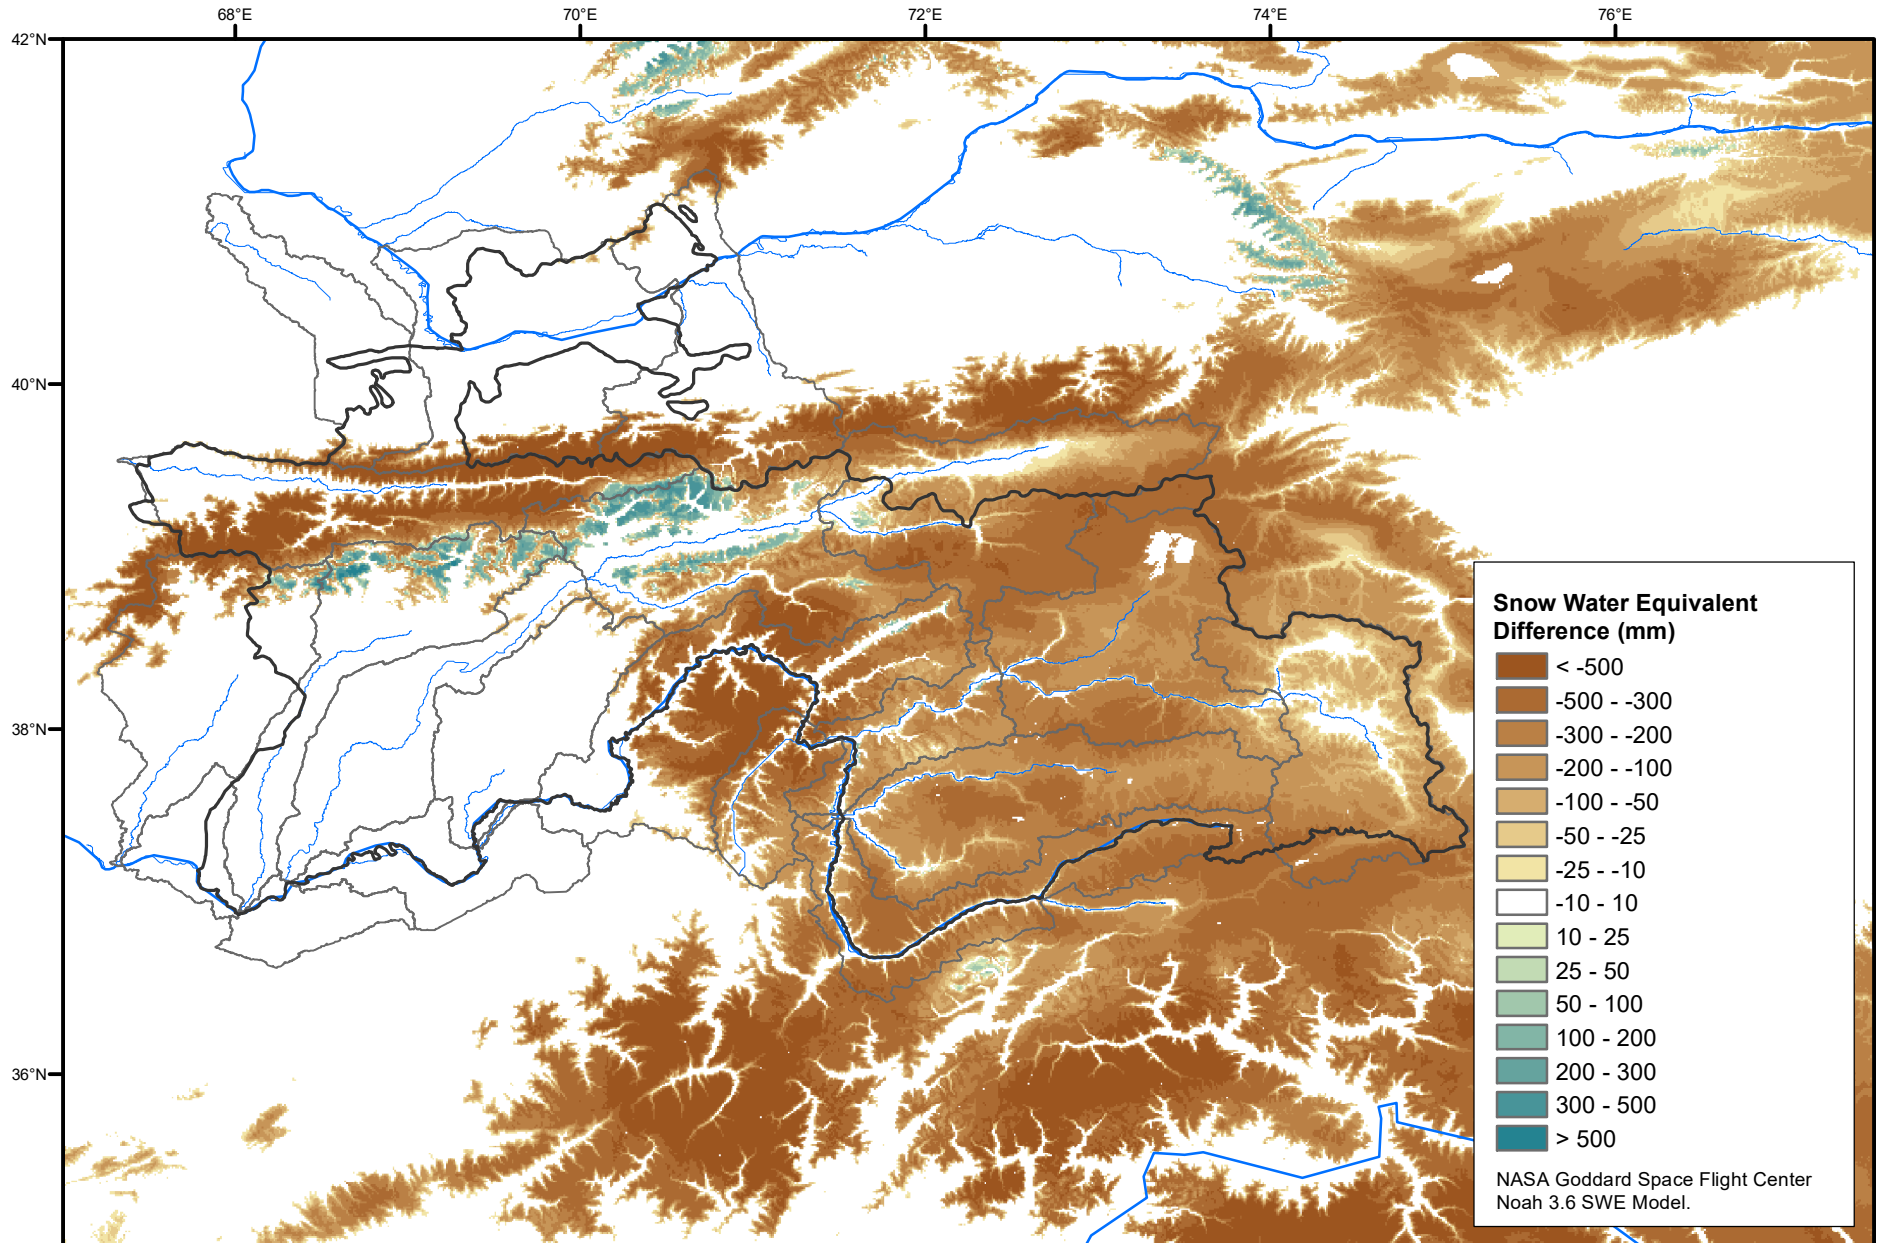 68°E 70°E 72°E 74°E 76°E
42°N
40°N
38°N
36°N
Snow Water Equivalent
Difference (mm)
< -500
-500 - -300
-300 - -200
-200 - -100
-100 - -50
-50 - -25
-25 - -10
-10 - 10
10 - 25
25 - 50
50 - 100
100 - 200
200 - 300
300 - 500
> 500
NASA Goddard Space Flight Center
Noah 3.6 SWE Model.